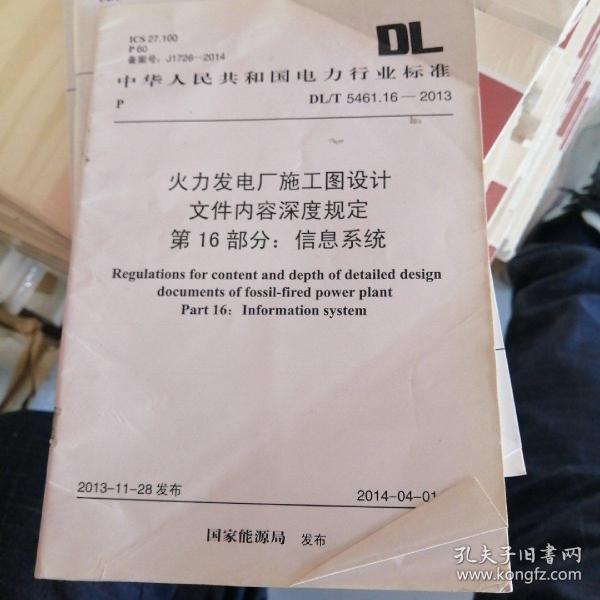 ICS 27.100
P 60
备案号：J1726—2014
DL
中华人民共和国电力行业标准
P
DL/T 5461.16—2013
火力发电厂施工图设计
文件内容深度规定
第 16 部分：信息系统
Regulations for content and depth of detailed design
documents of fossil-fired power plant
Part 16: Information system
2013-11-28 发布
2014-04-01
国家能源局 发布
孔夫子旧書网
www.kongfz.com